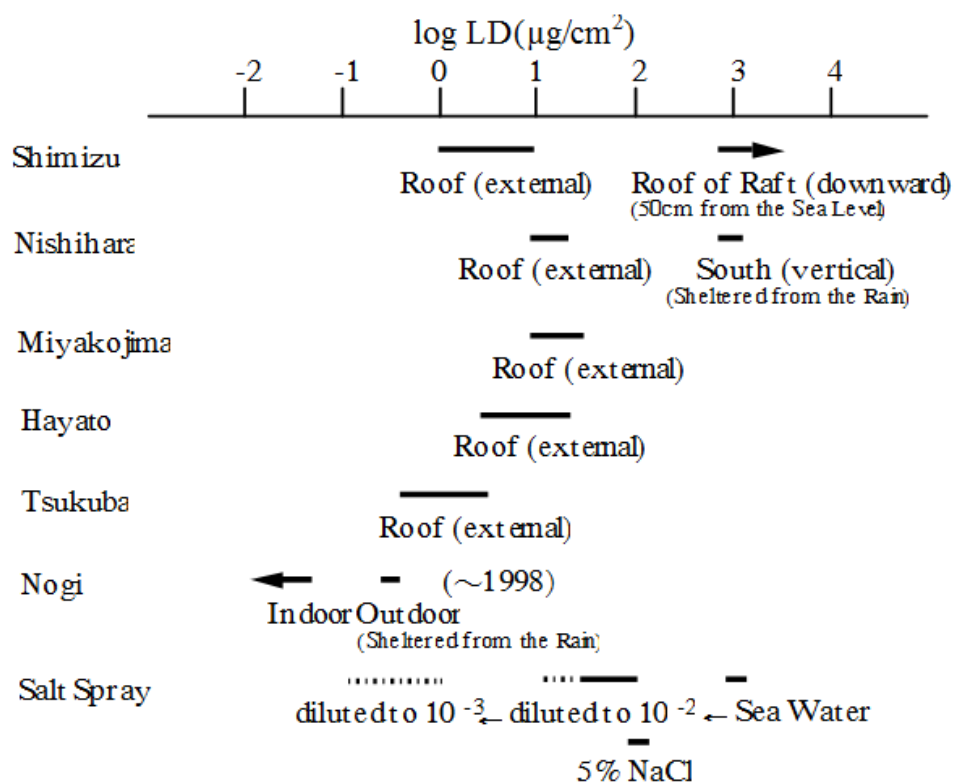 log LD(µg/cm²)
-2 -1 0 1 2 3 4
Shimizu
Roof (external) Roof of Raft (downward)
(50cm from the Sea Level)
Nishihara
Roof (external) South (vertical)
(Sheltered from the Rain)
Miyakojima
Roof (external)
Hayato
Roof (external)
Tsukuba
Roof (external)
Nogi (～1998)
Indoor Outdoor
(Sheltered from the Rain)
Salt Spray
diluted to 10 ⁻³ ← diluted to 10 ⁻² ← Sea Water
5% NaCl